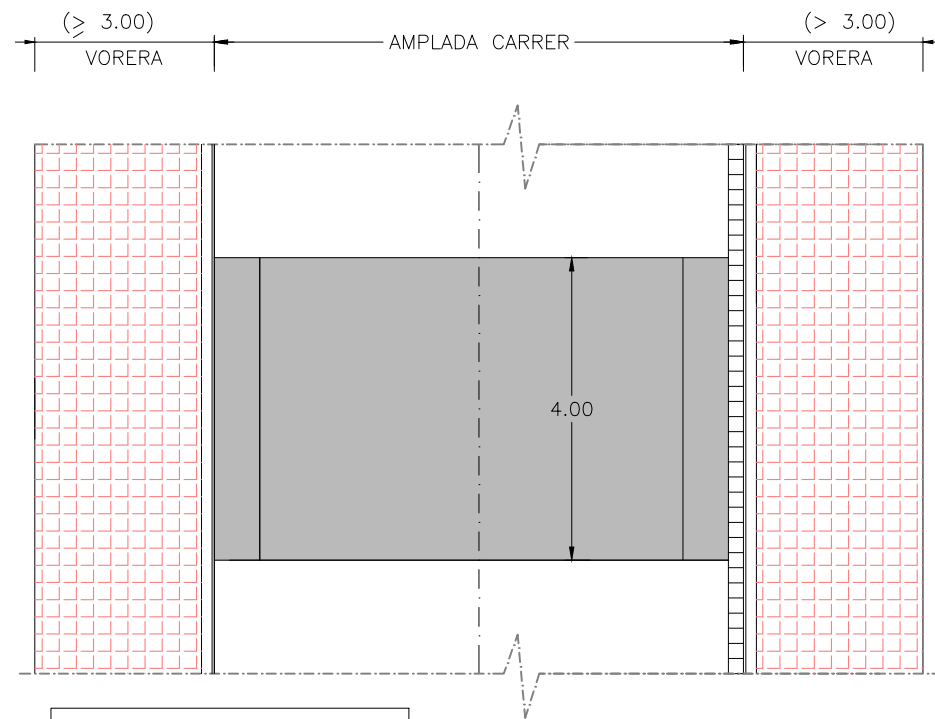 (≥ 3.00)
VORERA
AMPLADA CARRER
(> 3.00)
VORERA
4.00